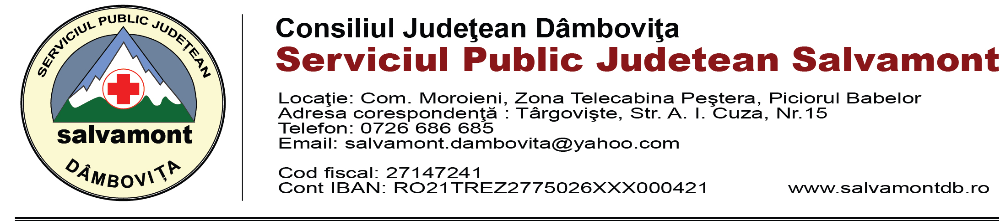 SERVICIUL PUBLIC JUDEȚEAN
salvamont
DÂMBOVIȚA
Consiliul Judeţean Dâmboviţa
Serviciul Public Judetean Salvamont
Locaţie: Com. Moroieni, Zona Telecabina Peştera, Piciorul Babelor
Adresa corespondenţă : Târgovişte, Str. A. I. Cuza, Nr.15
Telefon: 0726 686 685
Email: salvamont.dambovita@yahoo.com
Cod fiscal: 27147241
Cont IBAN: RO21TREZ2775026XXX000421 www.salvamontdb.ro